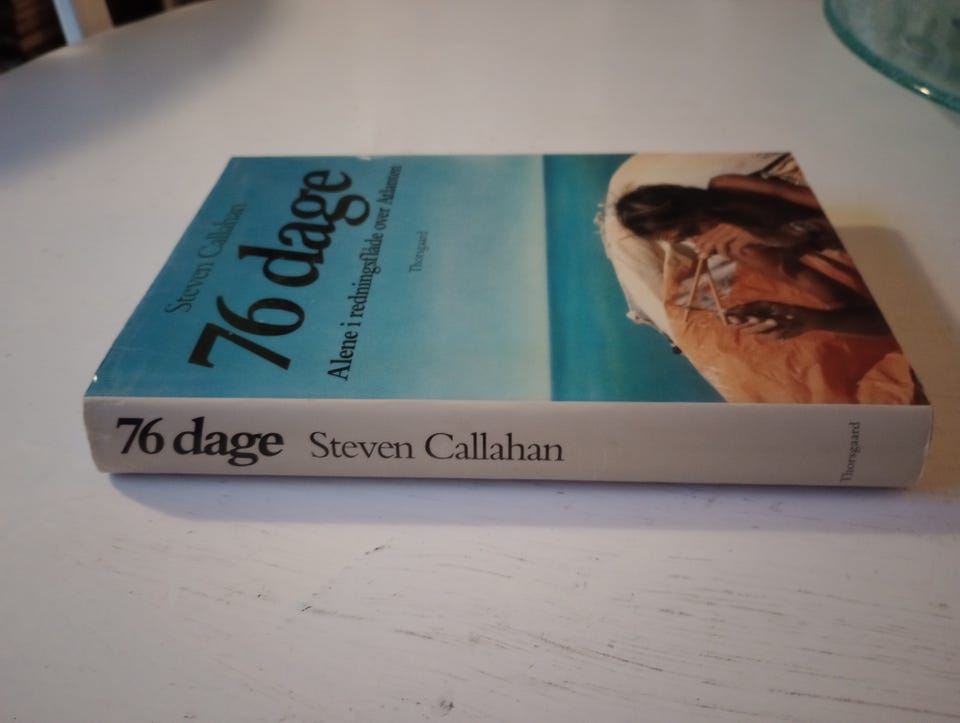 Steven Callahan
76 dage
Alene i redningsflåde over Atlanten
Thorsgaard
76 dage Steven Callahan
Thorsgaard